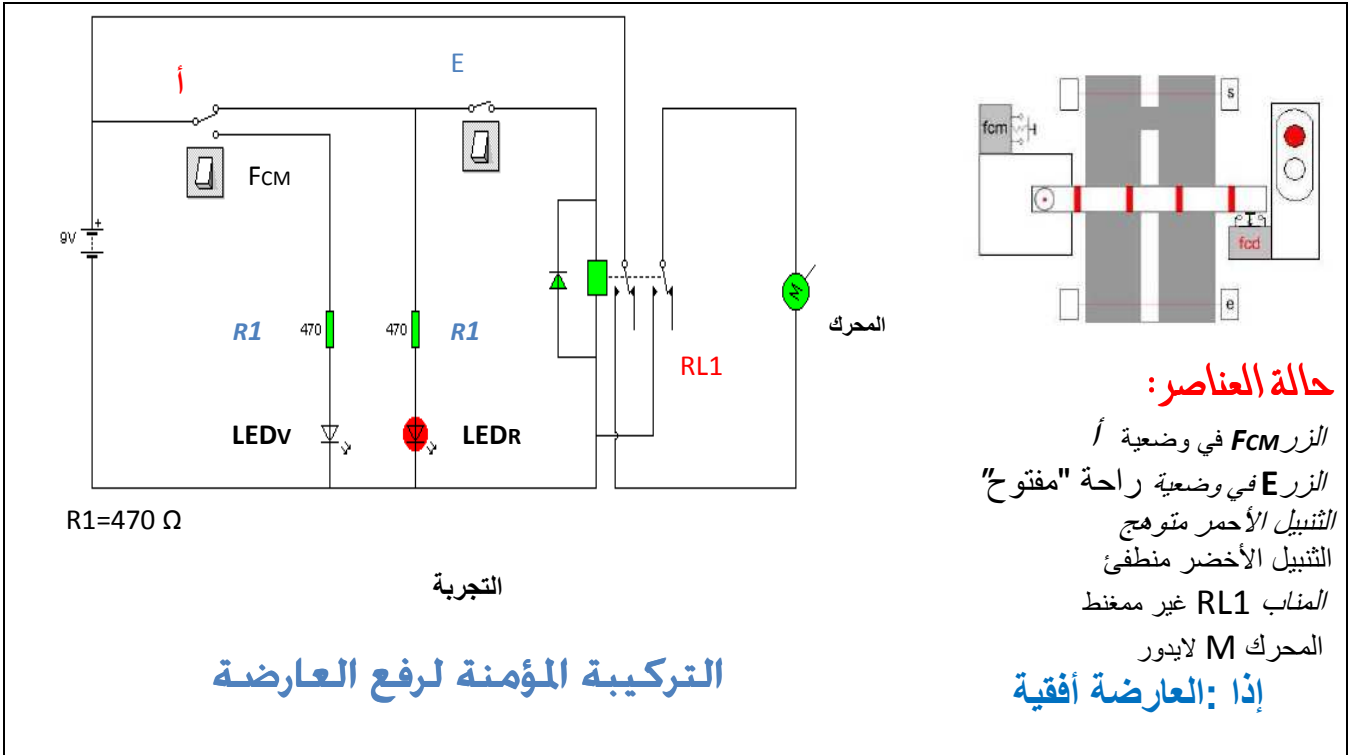 أ
E
FCM
9V
R1
470
470
R1
RL1
M
المحرك
LEDV
LEDR
R1=470 Ω
التجربة
التركيبة المؤمنة لرفع العارضة
s
fcm
fcd
e
حالة العناصر:
الزر FCM في وضعية أ
الزر E في وضعية راحة "مفتوح"
الثنبيل الأحمر متوهج
الثنبيل الأخضر منطفئ
المناب RL1 غير ممغنط
المحرك M لايدور
إذا :العارضة أفقية